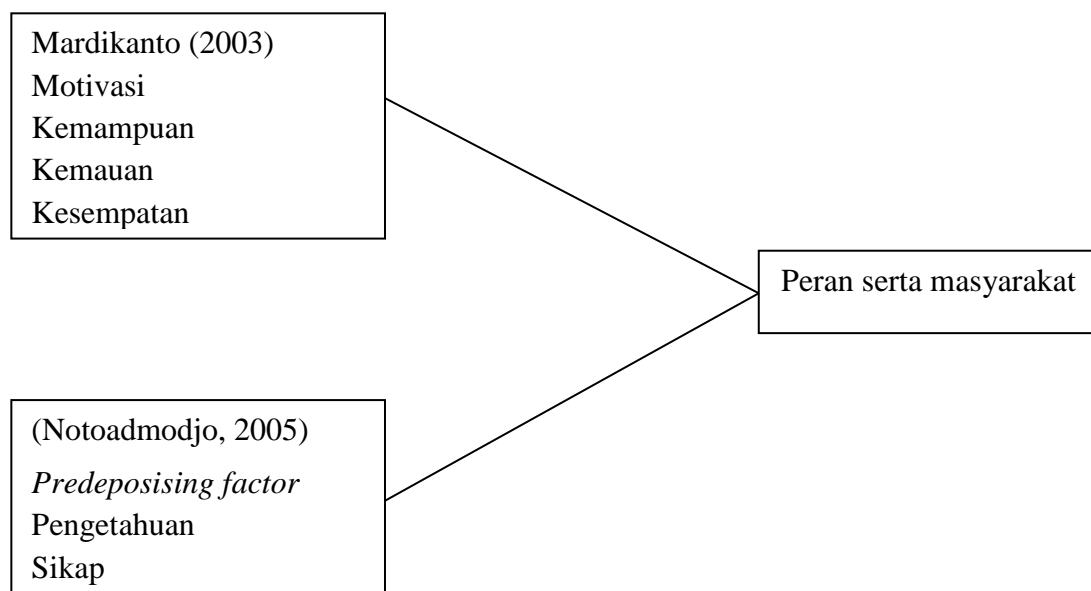 Mardikanto (2003)
Motivasi
Kemampuan
Kemauan
Kesempatan
Peran serta masyarakat
(Notoadmodjo, 2005)
Predeposising factor
Pengetahuan
Sikap